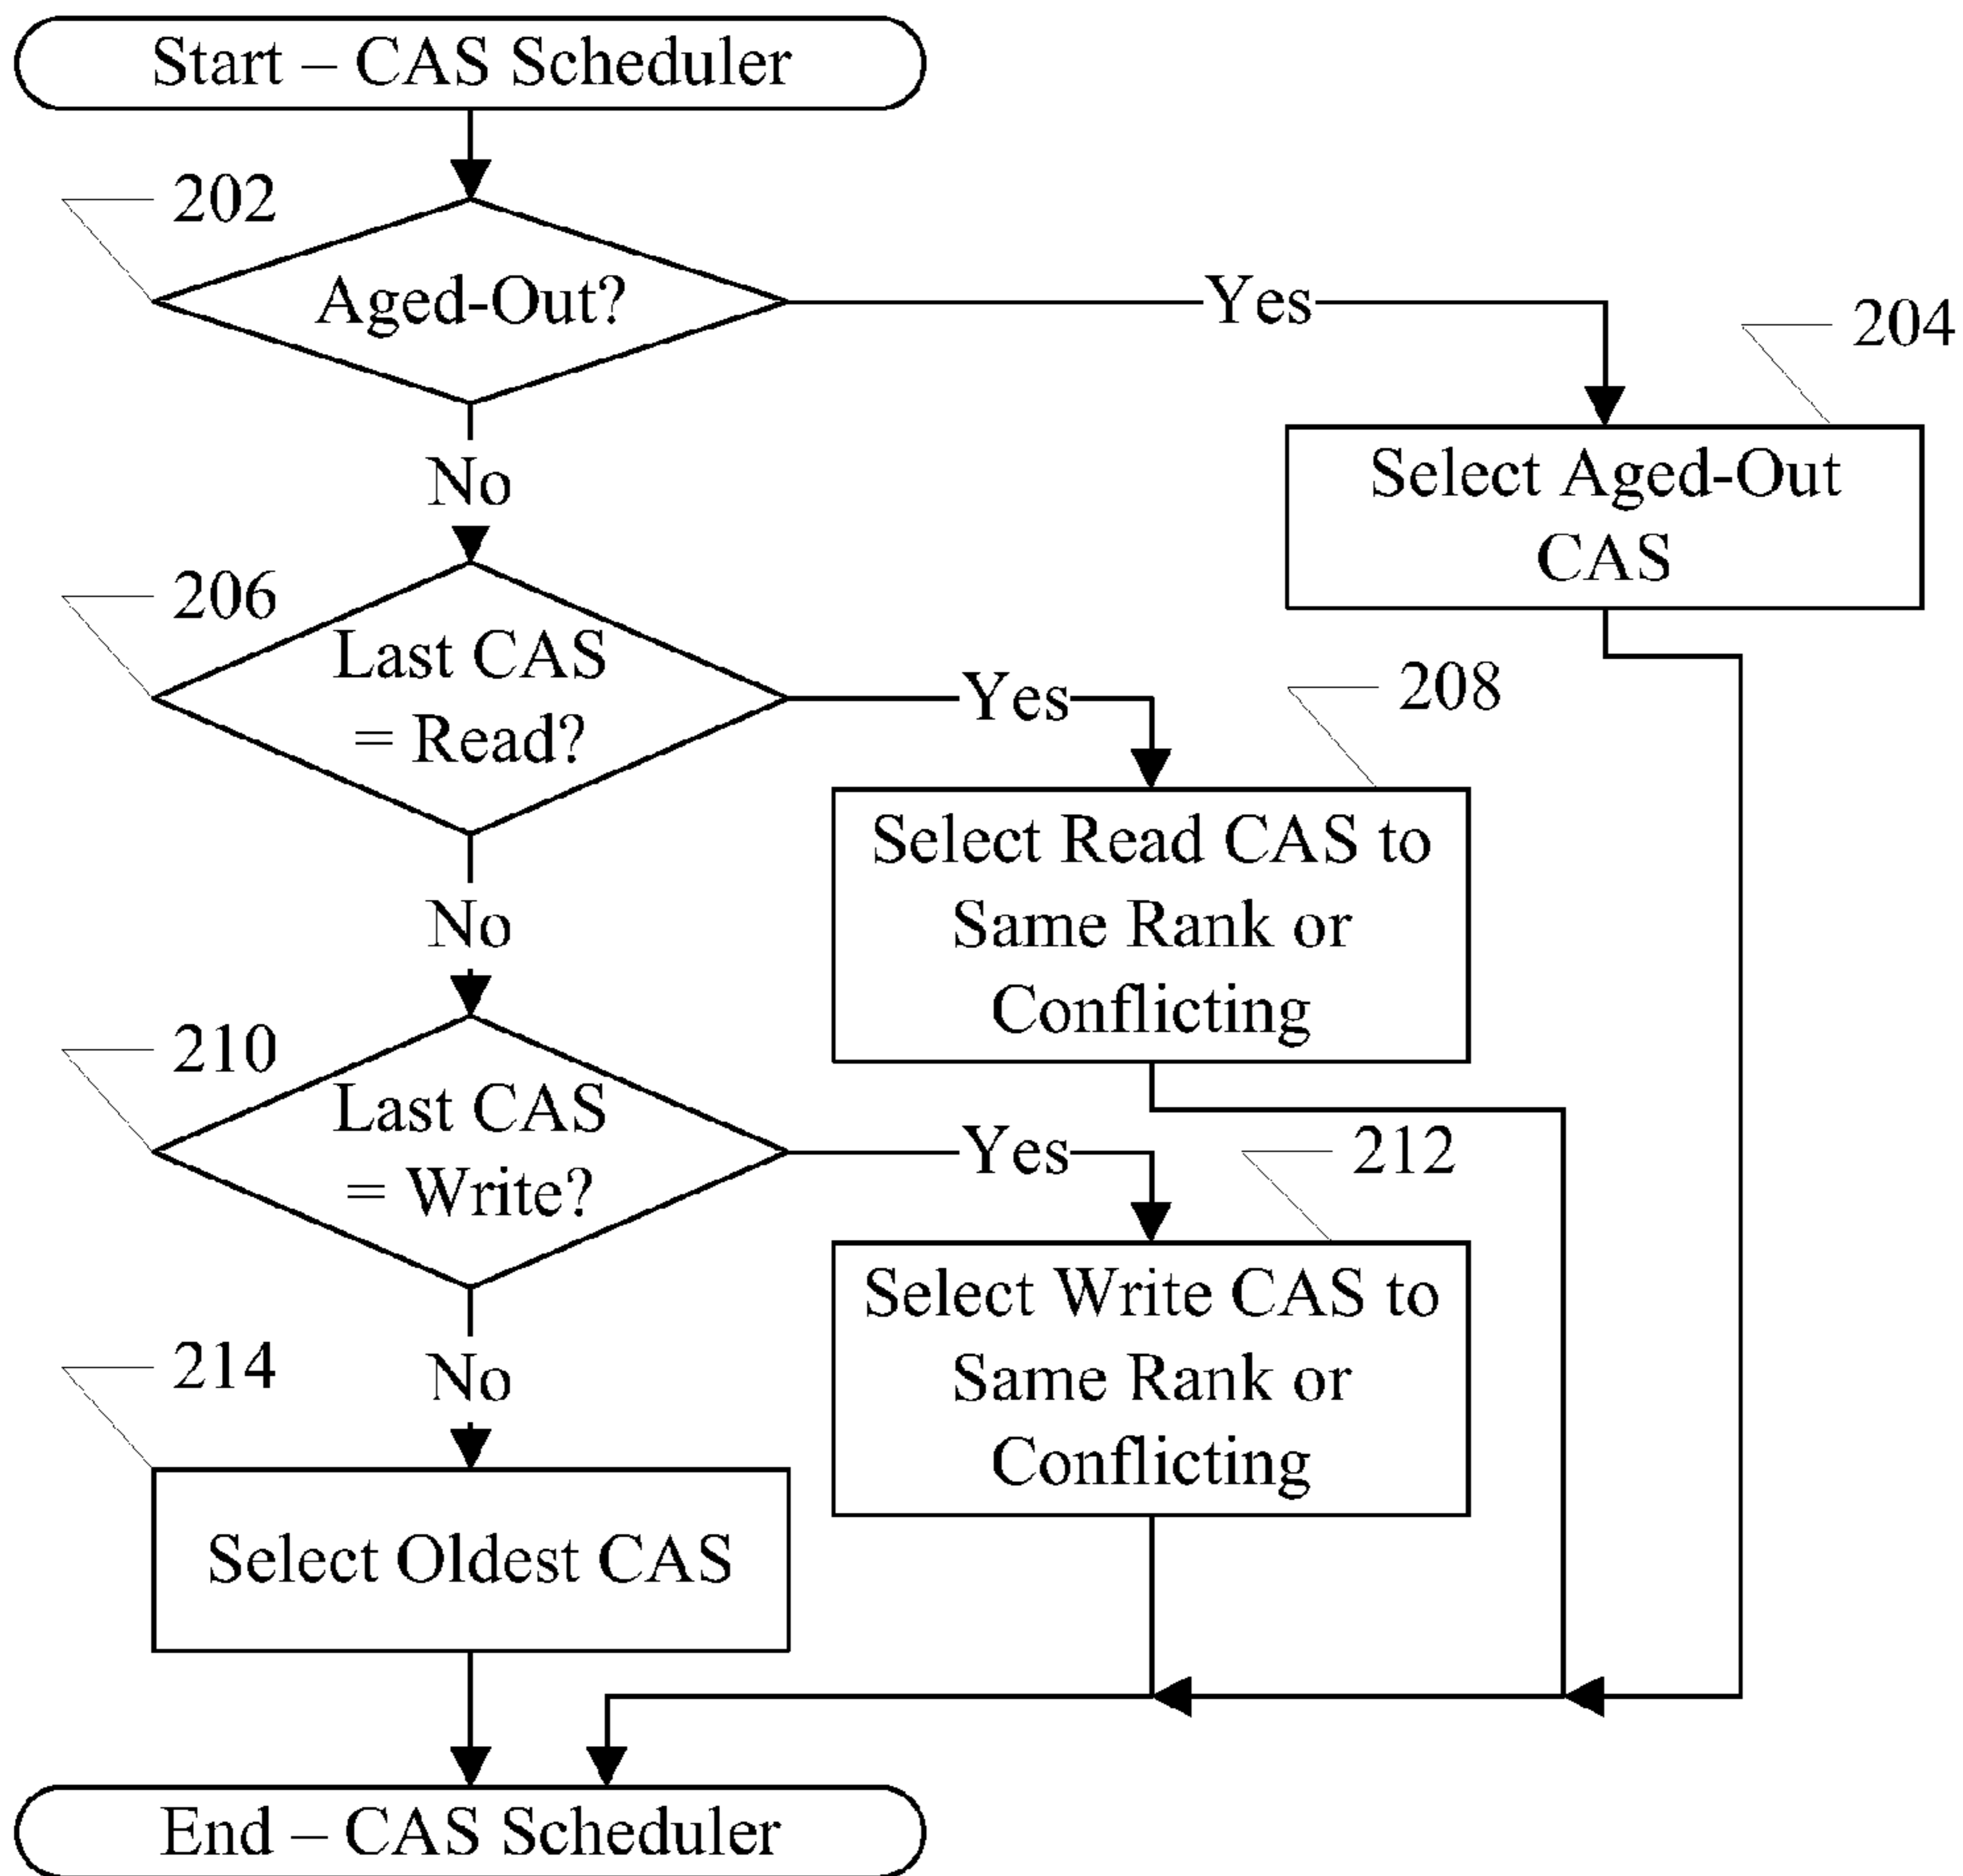 Start – CAS Scheduler
202
Aged-Out?
Yes
204
No
Select Aged-Out
CAS
206
Last CAS
= Read?
Yes
208
No
Select Read CAS to
Same Rank or
Conflicting
210
Last CAS
= Write?
Yes
212
No
Select Write CAS to
Same Rank or
Conflicting
214
Select Oldest CAS
End – CAS Scheduler